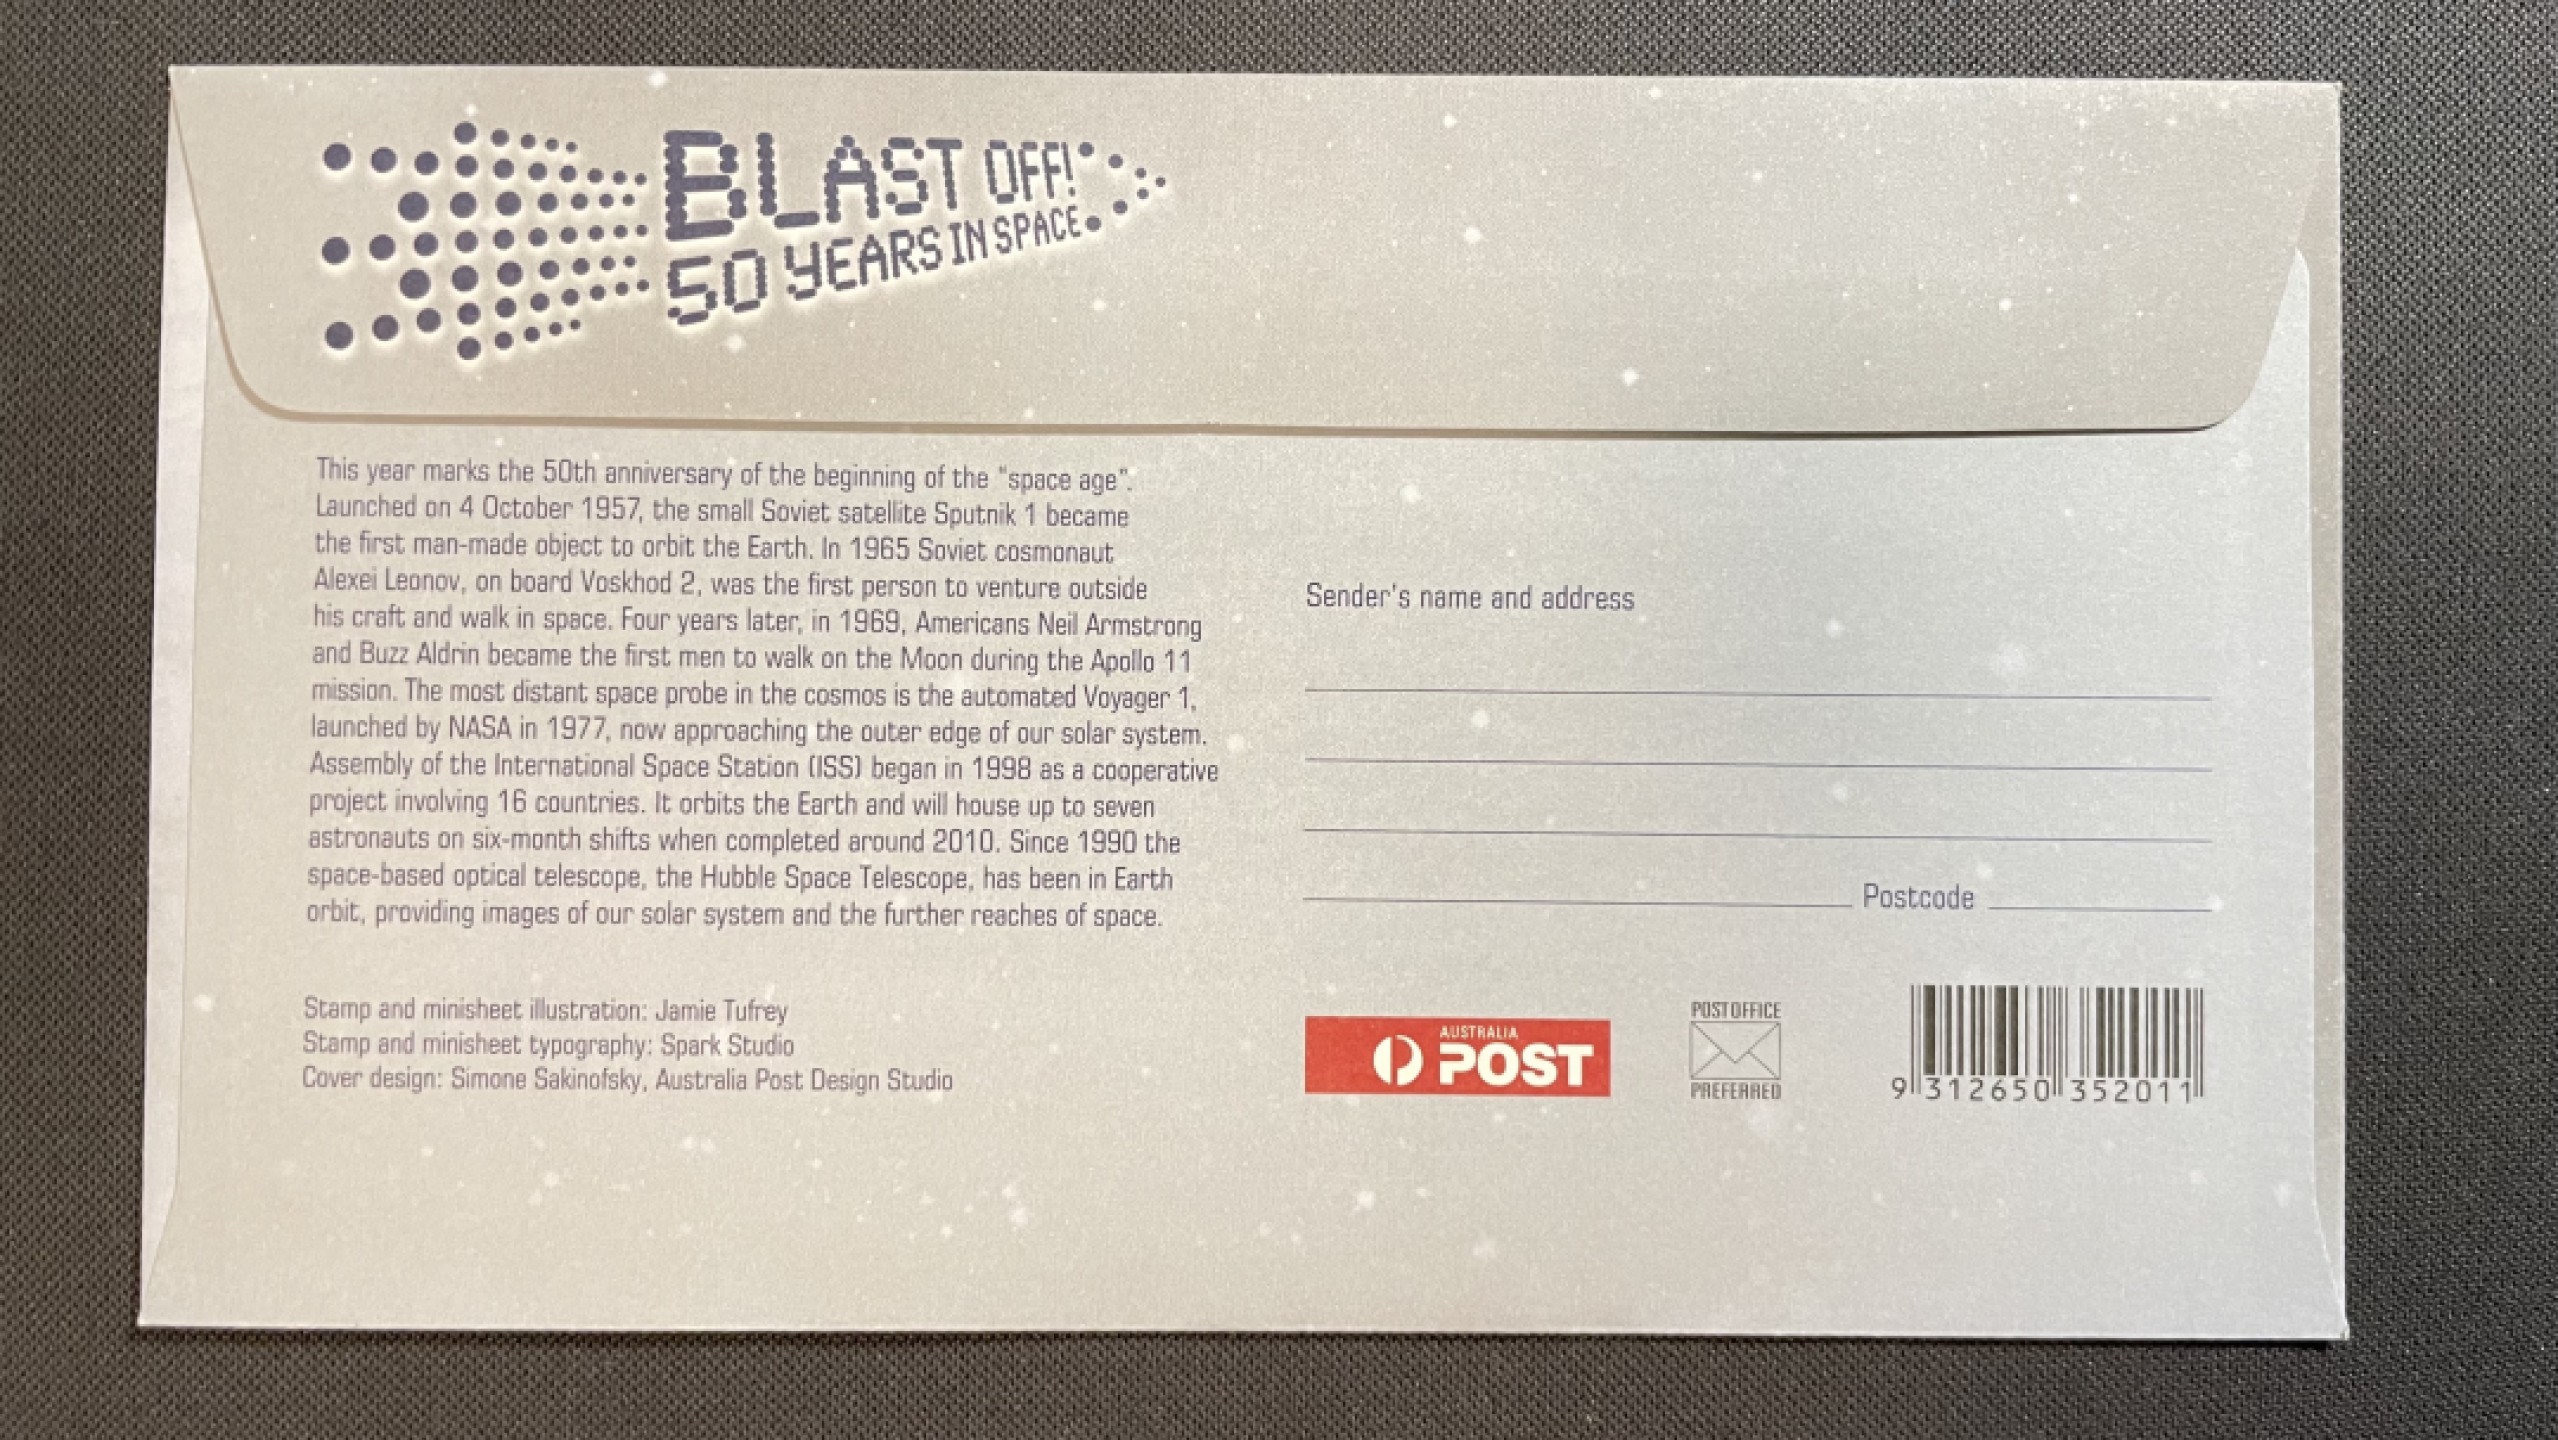 BLAST OFF!
50 YEARS IN SPACE
This year marks the 50th anniversary of the beginning of the "space age".
Launched on 4 October 1957, the small Soviet satellite Sputnik 1 became
the first man-made object to orbit the Earth. In 1965 Soviet cosmonaut
Alexei Leonov, on board Voskhod 2, was the first person to venture outside
his craft and walk in space. Four years later, in 1969, Americans Neil Armstrong
and Buzz Aldrin became the first men to walk on the Moon during the Apollo 11
mission. The most distant space probe in the cosmos is the automated Voyager 1,
launched by NASA in 1977, now approaching the outer edge of our solar system.
Assembly of the International Space Station (ISS) began in 1998 as a cooperative
project involving 16 countries. It orbits the Earth and will house up to seven
astronauts on six-month shifts when completed around 2010. Since 1990 the
space-based optical telescope, the Hubble Space Telescope, has been in Earth
orbit, providing images of our solar system and the further reaches of space.
Stamp and minisheet illustration: Jamie Tufrey
Stamp and minisheet typography: Spark Studio
Cover design: Simone Sakinofsky, Australia Post Design Studio
Sender's name and address
Postcode
AUSTRALIA
POST
POST OFFICE
PREFERRED
9 312650 352011